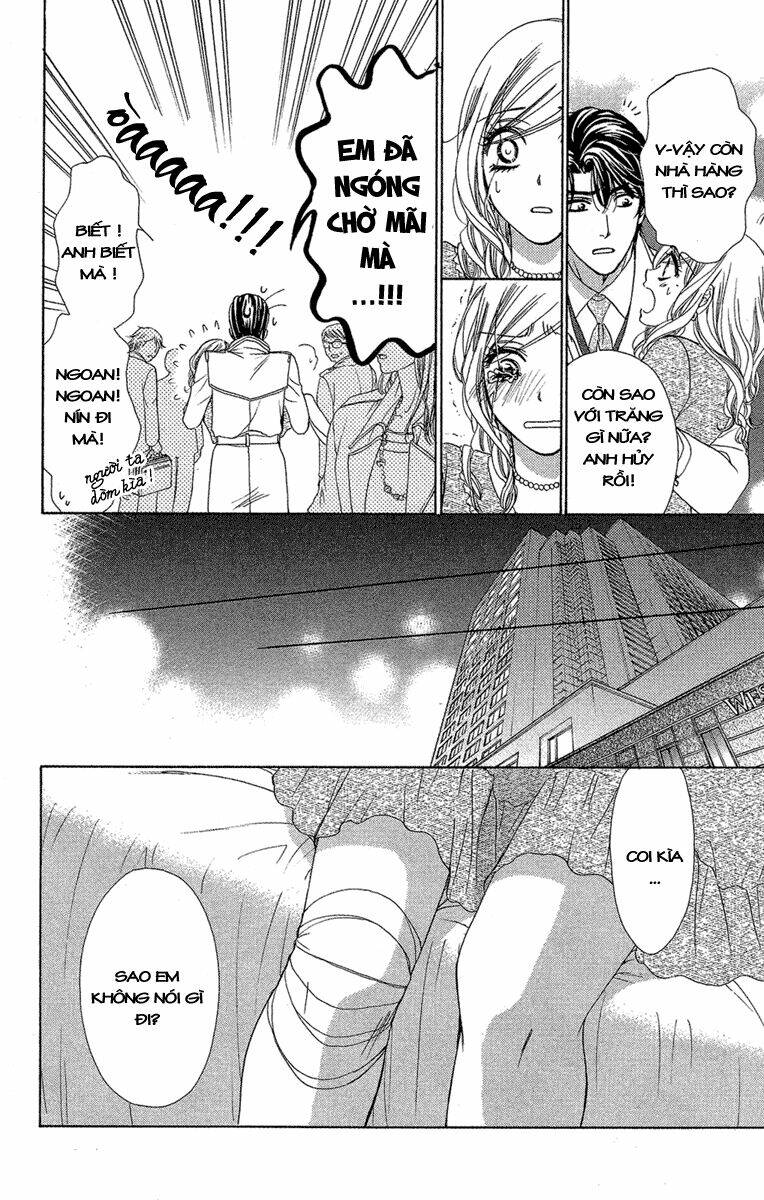 V-VẬY CÒN
NHÀ HÀNG
THÌ SAO?
CÒN SAO
VỚI TRĂNG
GÌ NỮA?
ANH HỦY
RỒI!
EM ĐÃ
NGÓNG
CHỜ MÃI
MÀ
...!!!
òaaaaaa!!!
BIẾT !
ANH BIẾT
MÀ !
NGOAN!
NGOAN!
NÍN ĐI
MÀ!
người ta
dòm kìa !
WES
COI KÌA
...
SAO EM
KHÔNG NÓI GÌ
ĐI?